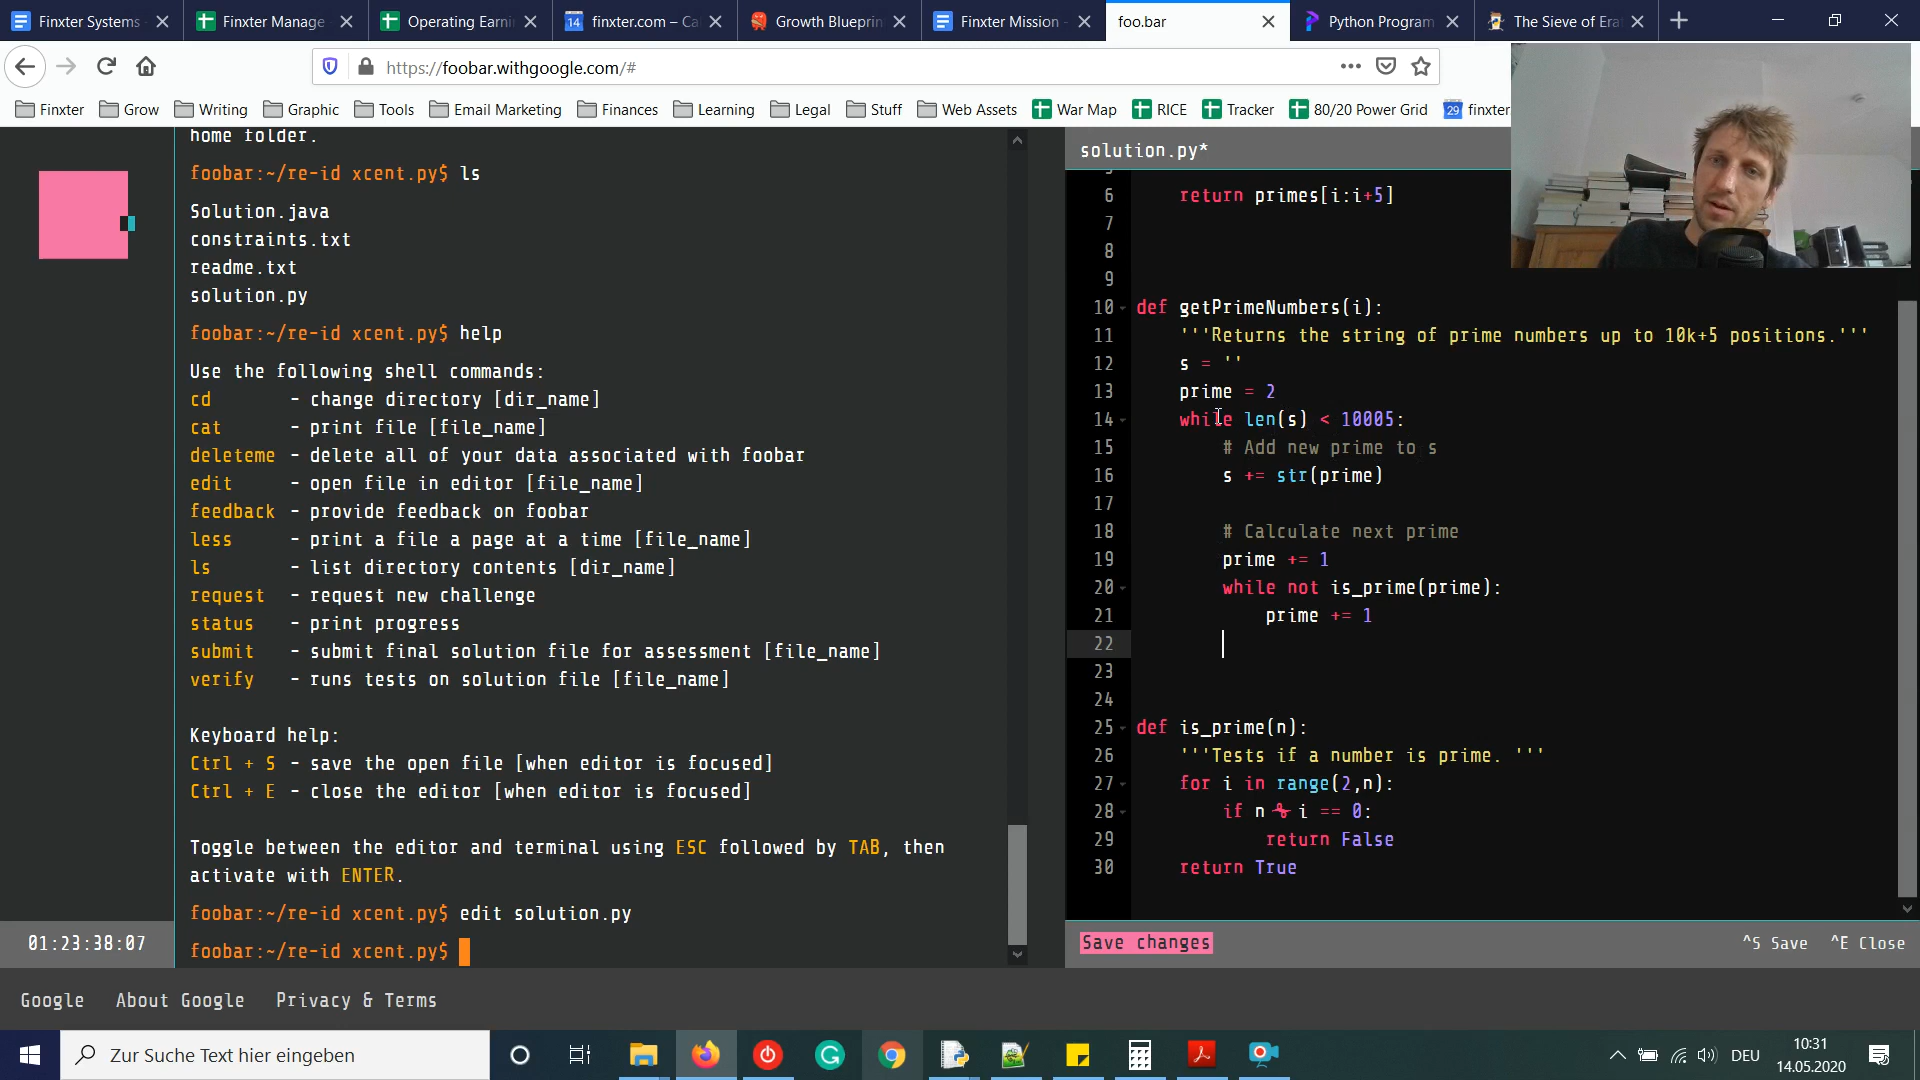 Finxter Systems
Finxter Manage
Operating Earni
14 finxter.com – Ca
Growth Blueprin
Finxter Mission -
foo.bar
Python Program
The Sieve of Era
https://foobar.withgoogle.com/#
Finxter
Grow
Writing
Graphic
Tools
Email Marketing
Finances
Learning
Legal
Stuff
Web Assets
War Map
RICE
Tracker
80/20 Power Grid
29 finxter
home folder.
foobar:~/re-id xcent.py$ ls
Solution.java
constraints.txt
readme.txt
solution.py
foobar:~/re-id xcent.py$ help
Use the following shell commands:
cd - change directory [dir_name]
cat - print file [file_name]
deleteme - delete all of your data associated with foobar
edit - open file in editor [file_name]
feedback - provide feedback on foobar
less - print a file a page at a time [file_name]
ls - list directory contents [dir_name]
request - request new challenge
status - print progress
submit - submit final solution file for assessment [file_name]
verify - runs tests on solution file [file_name]
Keyboard help:
Ctrl + S - save the open file [when editor is focused]
Ctrl + E - close the editor [when editor is focused]
Toggle between the editor and terminal using ESC followed by TAB, then
activate with ENTER.
foobar:~/re-id xcent.py$ edit solution.py
foobar:~/re-id xcent.py$
01:23:38:07
solution.py*
6 return primes[i:i+5]
7
8
9
10 def getPrimeNumbers(i):
11 '''Returns the string of prime numbers up to 10k+5 positions.'''
12 s = ''
13 prime = 2
14 while len(s) < 10005:
15 # Add new prime to s
16 s += str(prime)
17
18 # Calculate next prime
19 prime += 1
20 while not is_prime(prime):
21 prime += 1
22
23
24
25 def is_prime(n):
26 '''Tests if a number is prime. '''
27 for i in range(2,n):
28 if n % i == 0:
29 return False
30 return True
Save changes
^S Save ^E Close
Google About Google Privacy & Terms
Zur Suche Text hier eingeben
DEU
10:31
14.05.2020